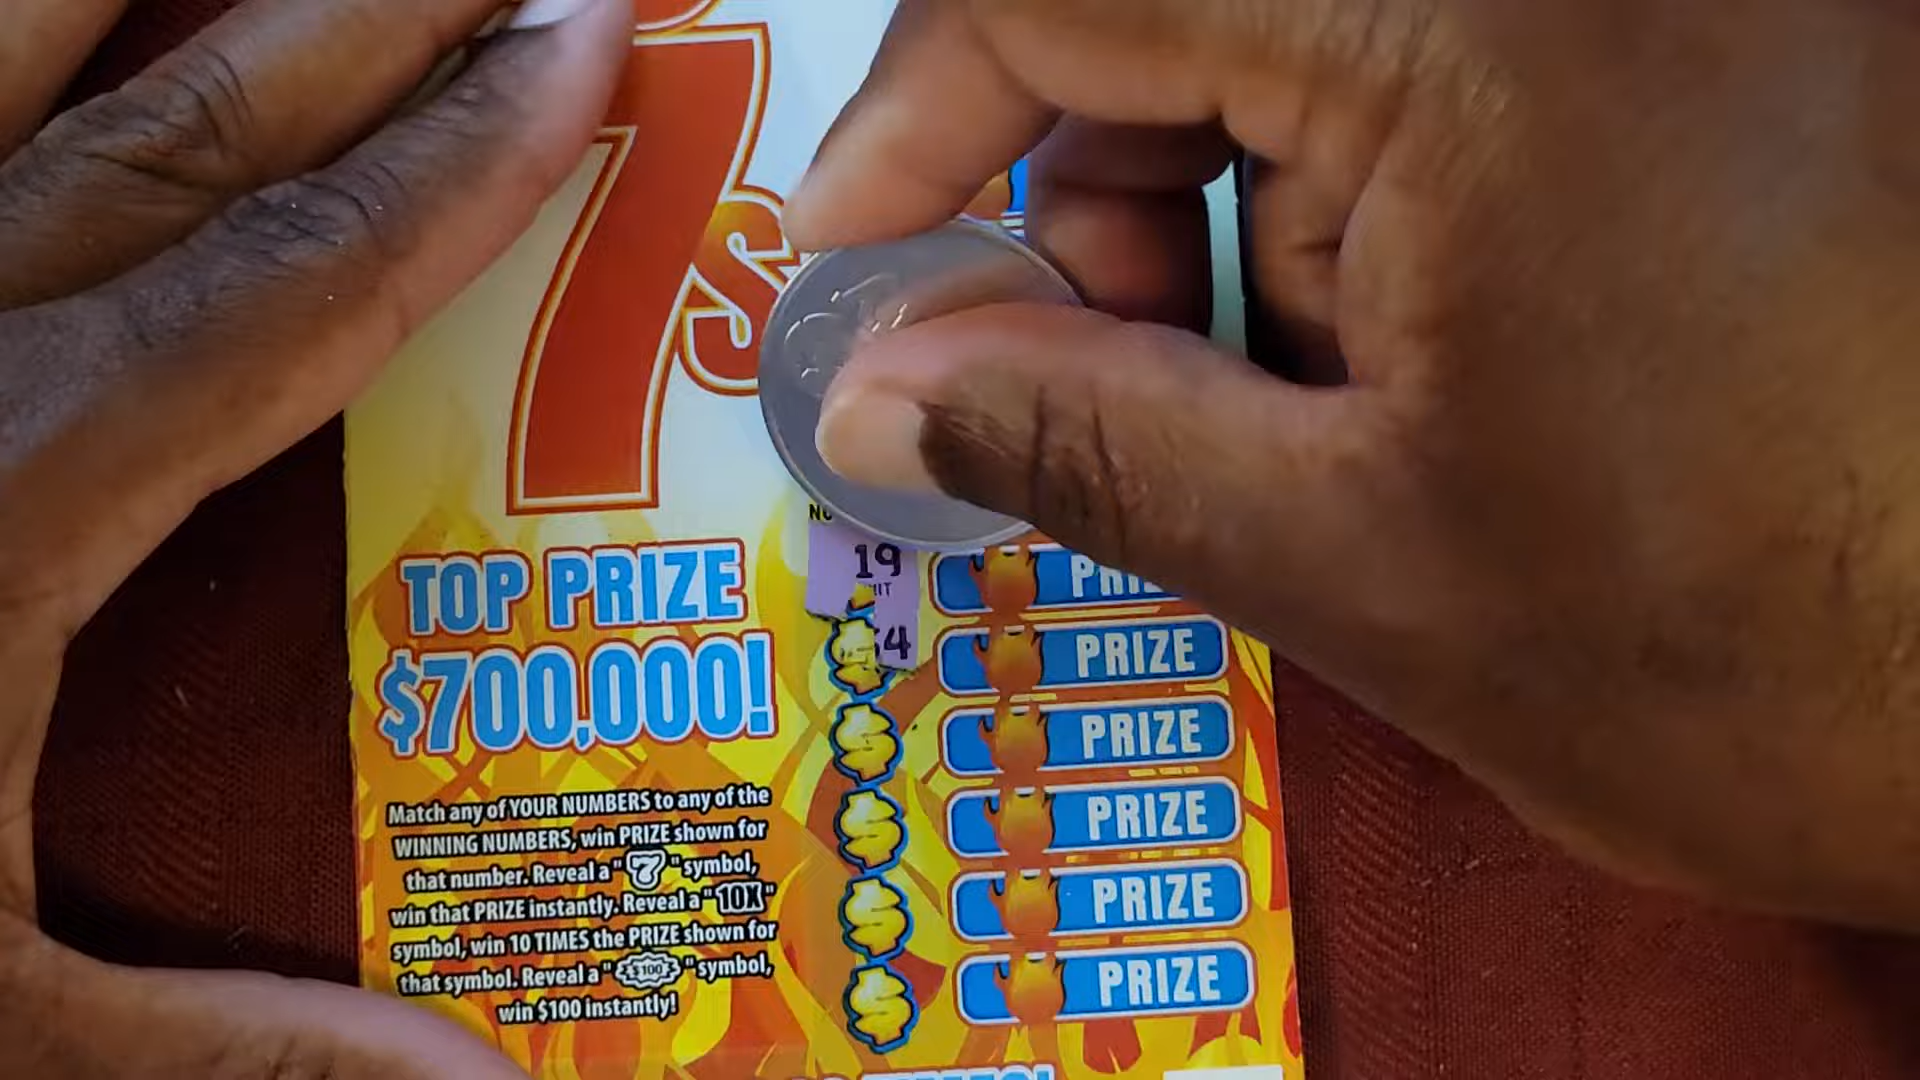 7s
TOP PRIZE
$700,000!
19
54
PRIZE
PRIZE
PRIZE
PRIZE
PRIZE
Match any of YOUR NUMBERS to any of the
WINNING NUMBERS, win PRIZE shown for
that number. Reveal a "7" symbol,
win that PRIZE instantly. Reveal a "10X"
symbol, win 10 TIMES the PRIZE shown for
that symbol. Reveal a "$100" symbol,
win $100 instantly!